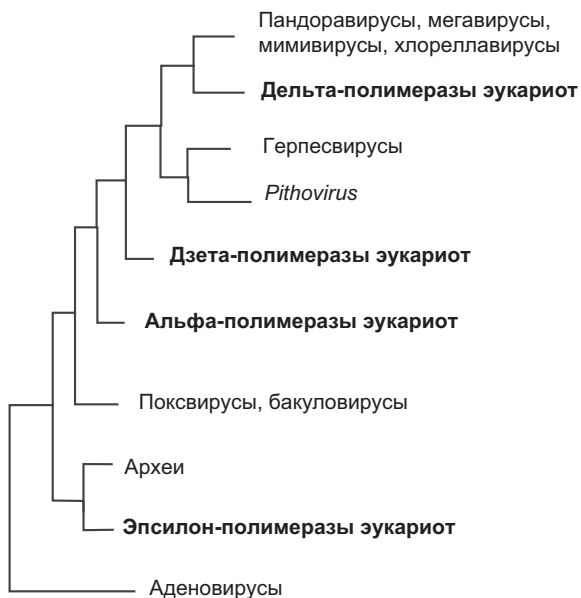 Пандоравирусы, мегавирусы,
мимивирусы, хлореллавирусы
Дельта-полимеразы эукариот
Герпесвирусы
Pithovirus
Дзета-полимеразы эукариот
Альфа-полимеразы эукариот
Поксвирусы, бакуловирусы
Археи
Эпсилон-полимеразы эукариот
Аденовирусы